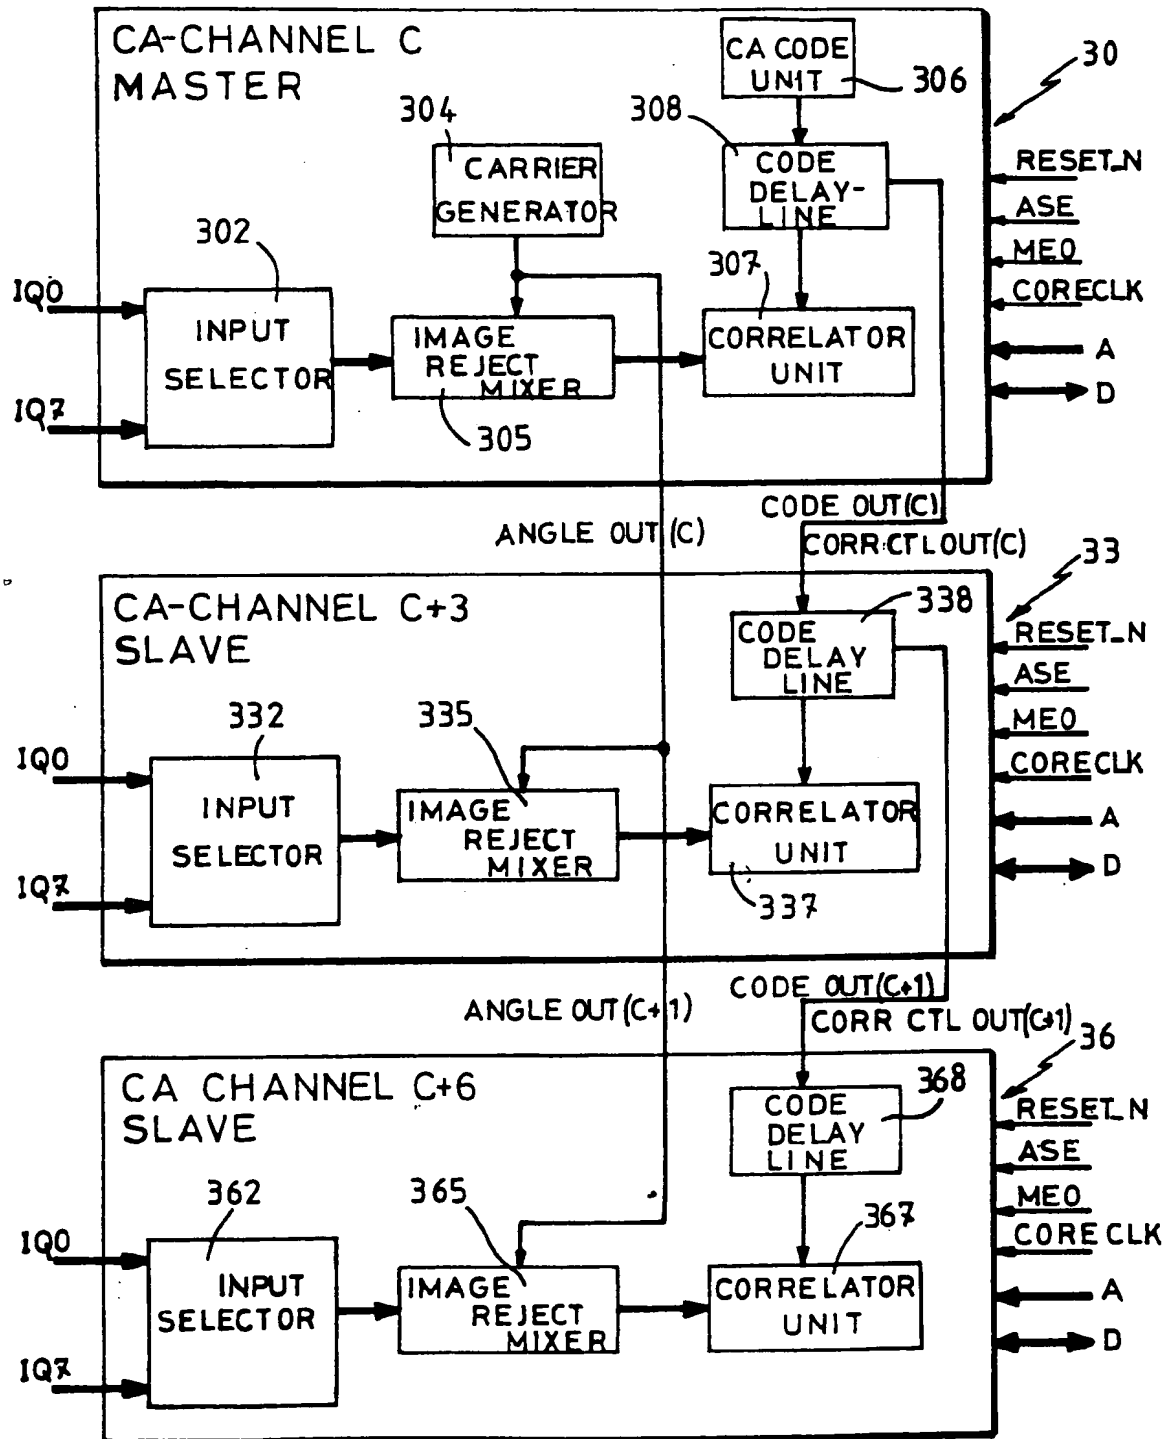 CA-CHANNEL C
MASTER
CA CODE
UNIT
306
30
304
308
CARRIER
GENERATOR
CODE
DELAY-
LINE
RESET_N
ASE
MEO
CORECLK
A
D
302
307
IQ0
IQ7
INPUT
SELECTOR
IMAGE
REJECT
MIXER
305
CORRELATOR
UNIT
ANGLE OUT (C)
CODE OUT(C)
CORR CTL OUT(C)
33
CA-CHANNEL C+3
SLAVE
338
CODE
DELAY
LINE
RESET_N
ASE
MEO
CORECLK
A
D
332
335
IQ0
IQ7
INPUT
SELECTOR
IMAGE
REJECT
MIXER
CORRELATOR
UNIT
337
ANGLE OUT(C+1)
CODE OUT(C+1)
CORR CTL OUT(C+1)
36
CA CHANNEL C+6
SLAVE
368
CODE
DELAY
LINE
RESET_N
ASE
MEO
CORE CLK
A
D
362
365
367
IQ0
IQ7
INPUT
SELECTOR
IMAGE
REJECT
MIXER
CORRELATOR
UNIT